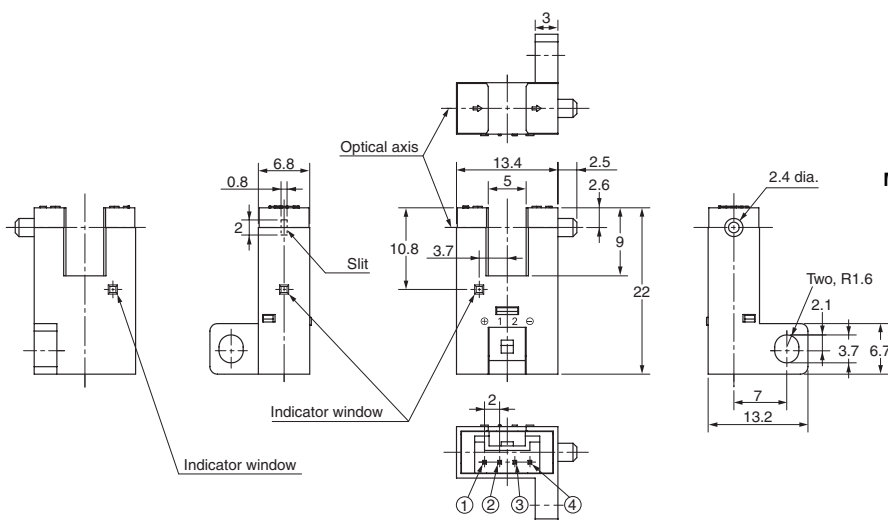 3
Optical axis
6.8
13.4
2.5
0.8
5
2.6
2.4 dia.
2
10.8
3.7
9
Slit
22
Two, R1.6
2.1
3.7
6.7
⊕ 1 2 ⊖
7
13.2
Indicator window
2
Indicator window
① ② ③ ④